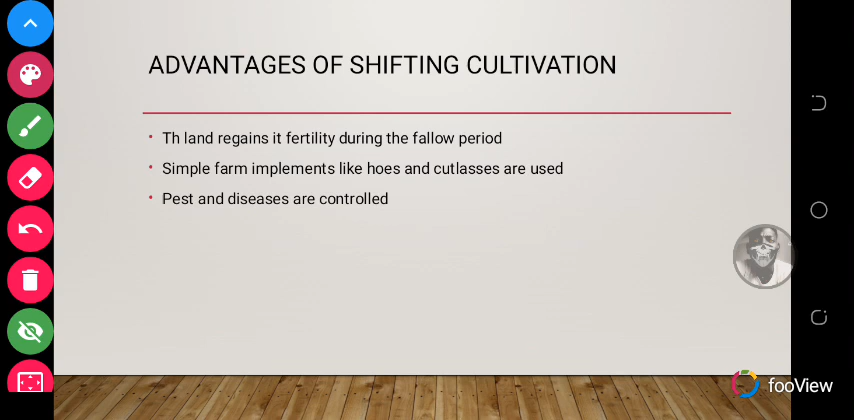 ADVANTAGES OF SHIFTING CULTIVATION
• Th land regains it fertility during the fallow period
• Simple farm implements like hoes and cutlasses are used
• Pest and diseases are controlled
fooView